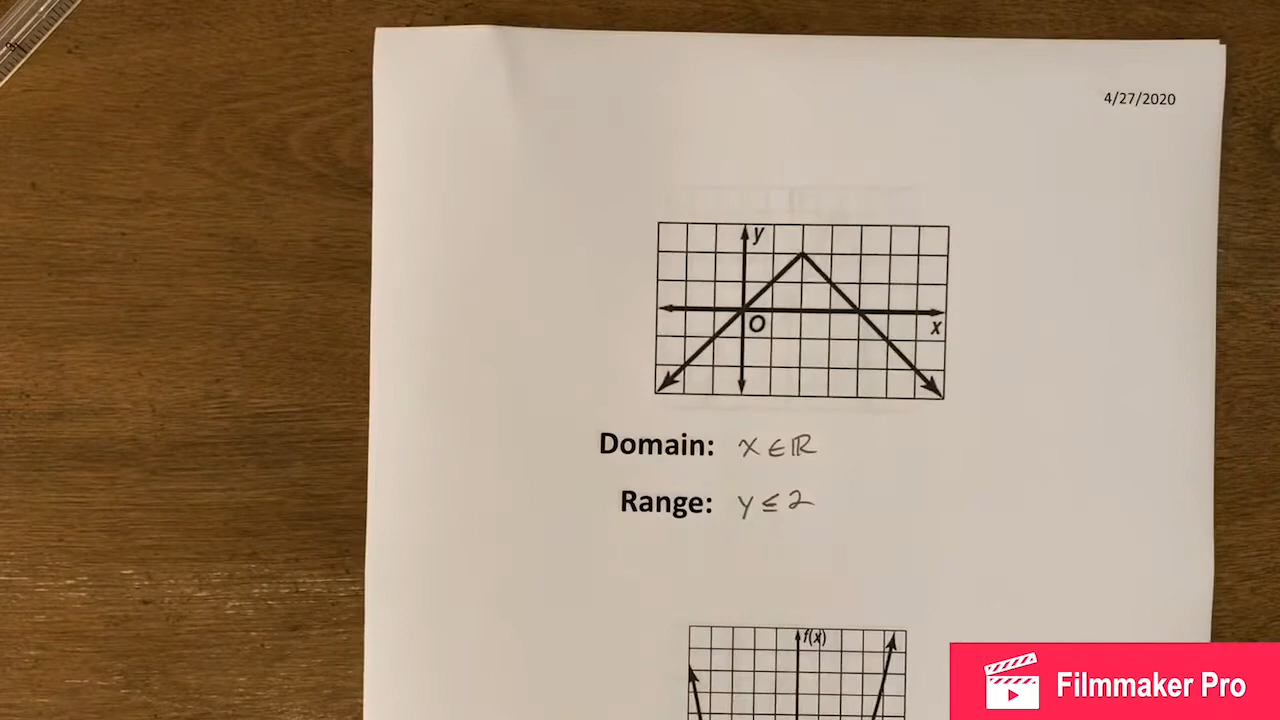 4/27/2020
y
O
x
Domain: x ∈ ℝ
Range: y ≤ 2
f(x)
Filmmaker Pro